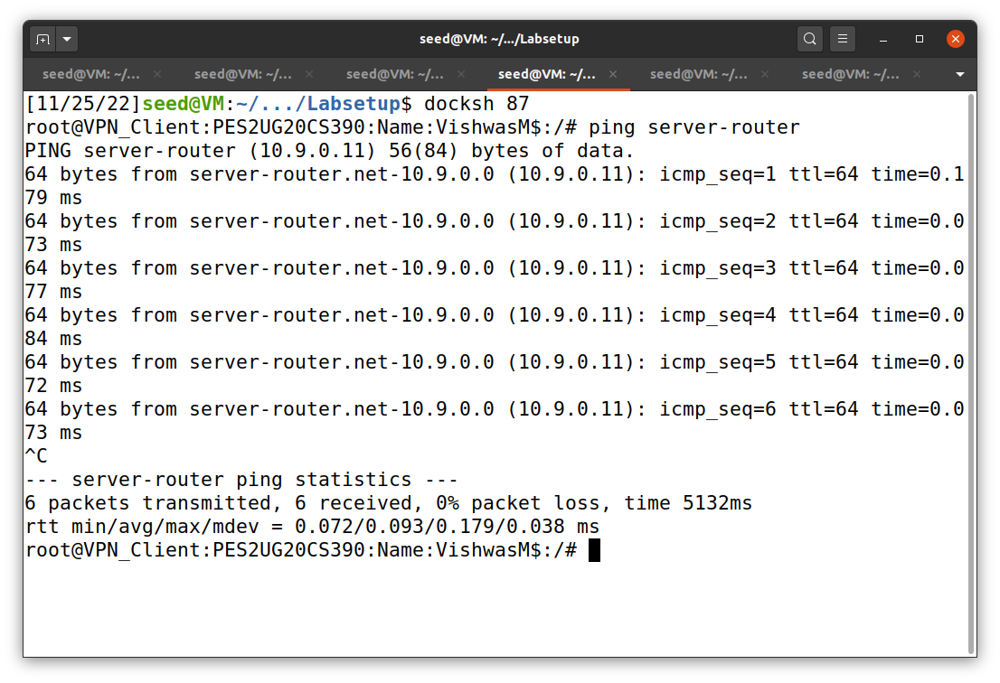 seed@VM: ~/.../Labsetup
seed@VM: ~/... seed@VM: ~/... seed@VM: ~/... seed@VM: ~/... seed@VM: ~/... seed@VM: ~/...
[11/25/22]seed@VM:~/.../Labsetup$ docksh 87
root@VPN_Client:PES2UG20CS390:Name:VishwasM$:/# ping server-router
PING server-router (10.9.0.11) 56(84) bytes of data.
64 bytes from server-router.net-10.9.0.0 (10.9.0.11): icmp_seq=1 ttl=64 time=0.1
79 ms
64 bytes from server-router.net-10.9.0.0 (10.9.0.11): icmp_seq=2 ttl=64 time=0.0
73 ms
64 bytes from server-router.net-10.9.0.0 (10.9.0.11): icmp_seq=3 ttl=64 time=0.0
77 ms
64 bytes from server-router.net-10.9.0.0 (10.9.0.11): icmp_seq=4 ttl=64 time=0.0
84 ms
64 bytes from server-router.net-10.9.0.0 (10.9.0.11): icmp_seq=5 ttl=64 time=0.0
72 ms
64 bytes from server-router.net-10.9.0.0 (10.9.0.11): icmp_seq=6 ttl=64 time=0.0
73 ms
^C
--- server-router ping statistics ---
6 packets transmitted, 6 received, 0% packet loss, time 5132ms
rtt min/avg/max/mdev = 0.072/0.093/0.179/0.038 ms
root@VPN_Client:PES2UG20CS390:Name:VishwasM$:/#